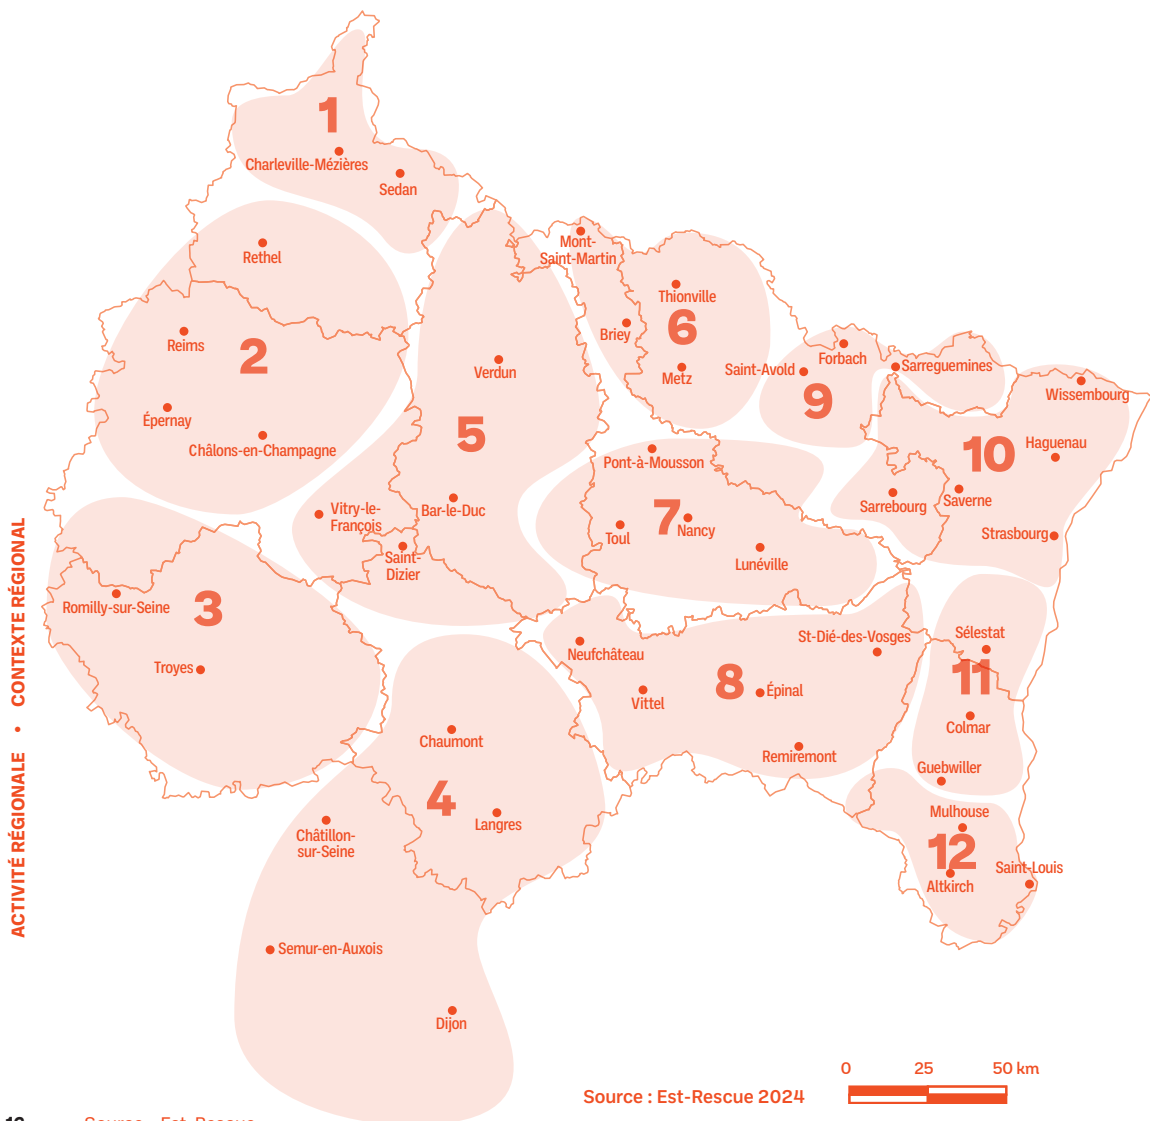 ACTIVITÉ RÉGIONALE • CONTEXTE RÉGIONAL
1
Charleville-Mézières
Sedan
Rethel
Reims
2
Épernay
Châlons-en-Champagne
Mont-
Saint-Martin
Thionville
Briey
6
Metz
Verdun
5
Bar-le-Duc
Vitry-le-
François
Saint-
Dizier
Saint-Avold
Forbach
9
Sarreguemines
Wissembourg
10
Haguenau
Sarrebourg
Saverne
Strasbourg
Pont-à-Mousson
7
Nancy
Toul
Lunéville
Romilly-sur-Seine
3
Troyes
Neufchâteau
St-Dié-des-Vosges
8
Épinal
Vittel
Remiremont
Sélestat
11
Colmar
Guebwiller
Chaumont
4
Langres
Châtillon-
sur-Seine
Mulhouse
12
Altkirch
Saint-Louis
Semur-en-Auxois
Dijon
0 25 50 km
Source : Est-Rescue 2024